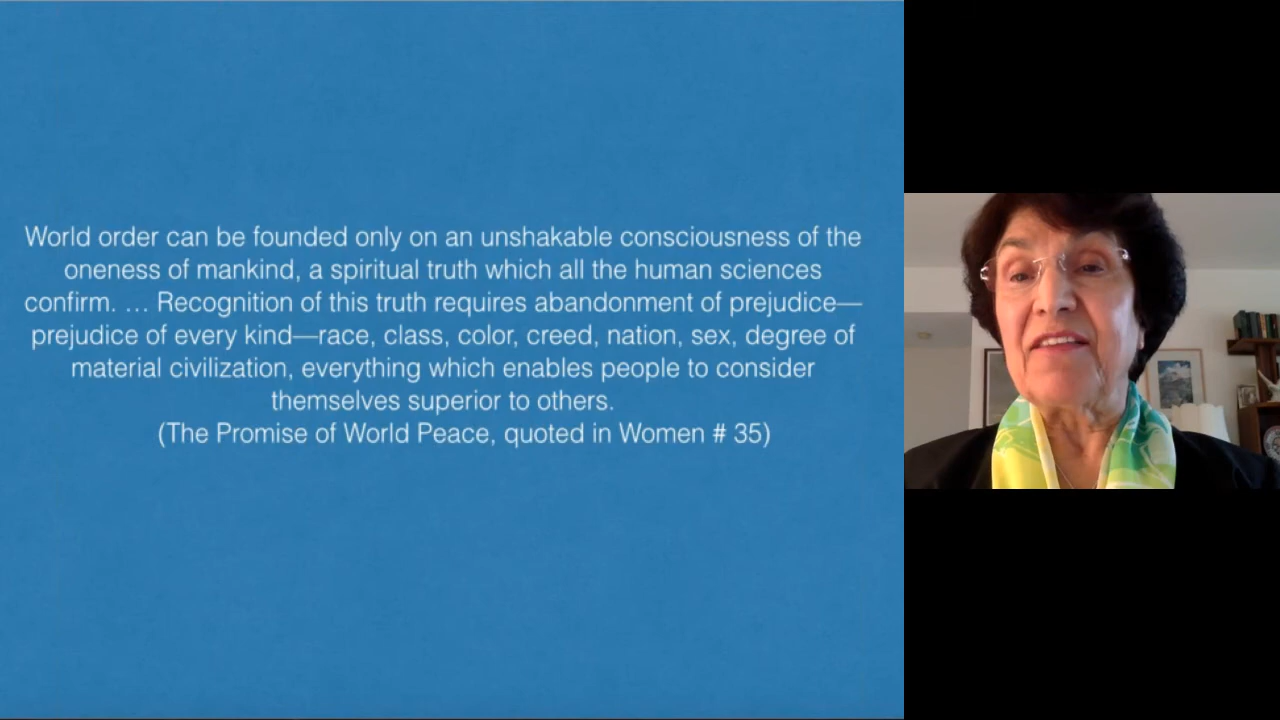 World order can be founded only on an unshakable consciousness of the
oneness of mankind, a spiritual truth which all the human sciences
confirm. … Recognition of this truth requires abandonment of prejudice—
prejudice of every kind—race, class, color, creed, nation, sex, degree of
material civilization, everything which enables people to consider
themselves superior to others.
(The Promise of World Peace, quoted in Women # 35)